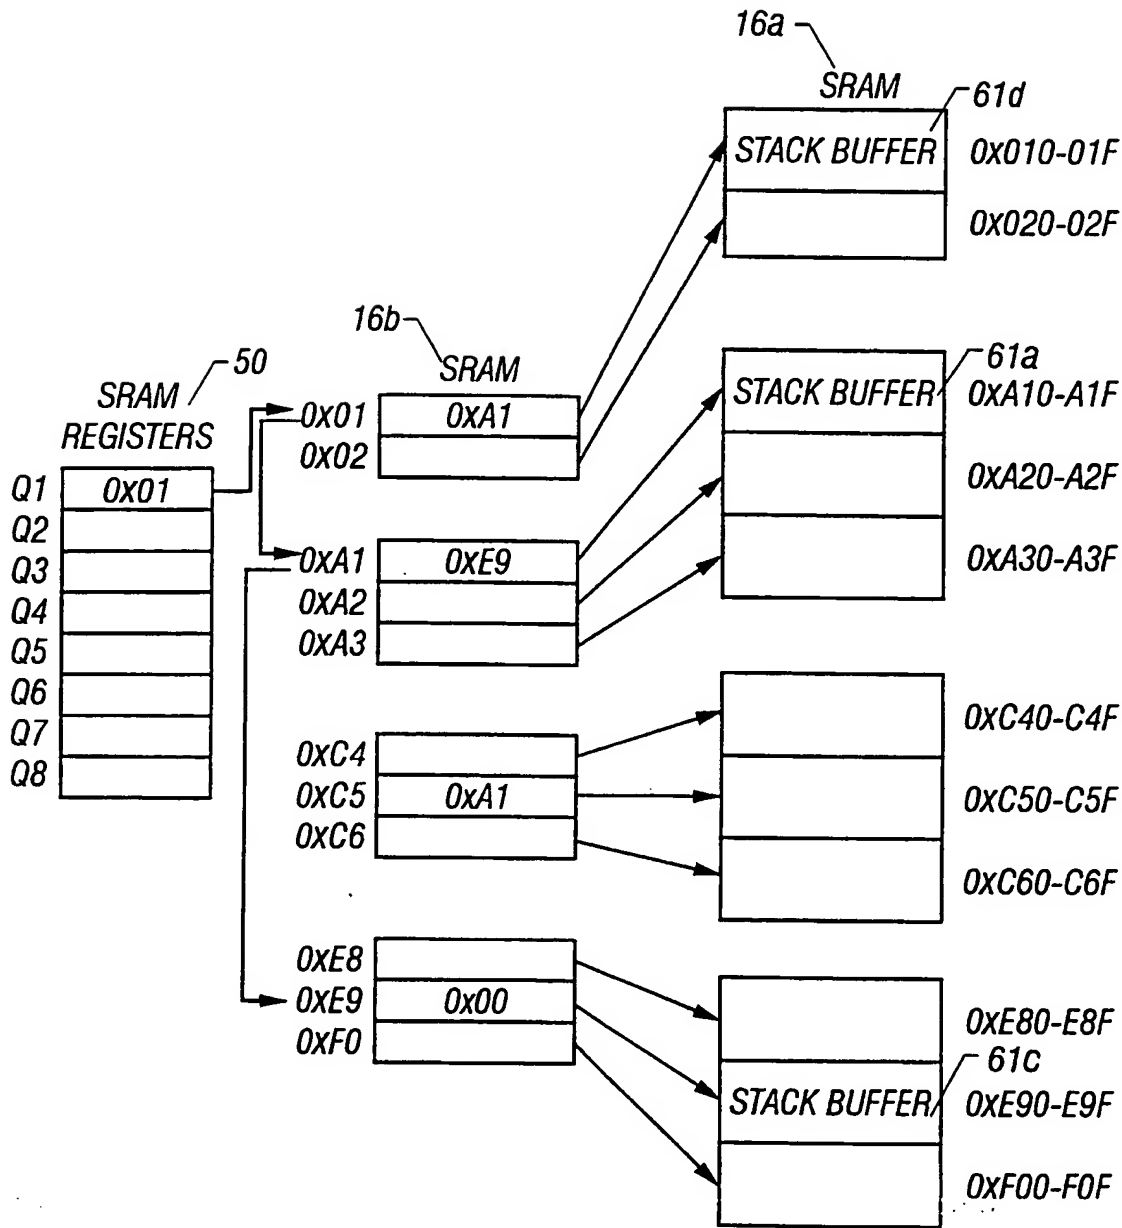 16a
SRAM
61d
STACK BUFFER 0x010-01F
0x020-02F
16b
SRAM
61a
STACK BUFFER 0xA10-A1F
50
SRAM
REGISTERS
0x01 0xA1
0x02
0xA20-A2F
Q1 0x01
Q2
0xA1 0xE9
0xA30-A3F
Q3
0xA2
Q4
0xA3
Q5
Q6
0xC40-C4F
Q7
0xC4
Q8
0xC5 0xA1
0xC50-C5F
0xC6
0xC60-C6F
0xE8
0xE9 0x00
0xE80-E8F
0xF0
61c
STACK BUFFER 0xE90-E9F
0xF00-F0F